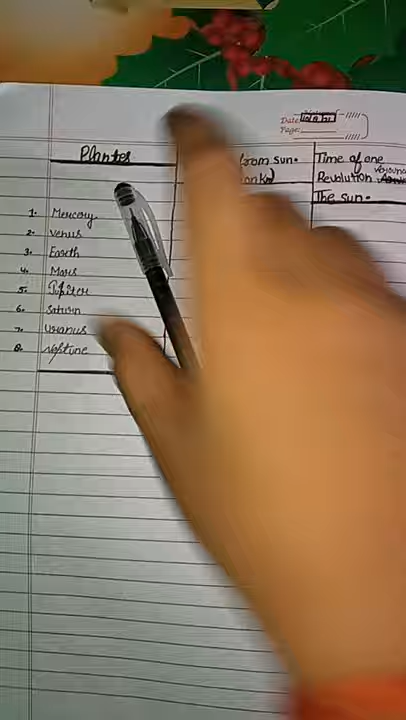 Date:
Page:
Plantes
from sun.
Time of one
Revolution
The sun.
1. Mercury
2. Venus
3. Earth
4. Mars
5. Jupiter
6. Saturn
7. Uranus
8. Neptune